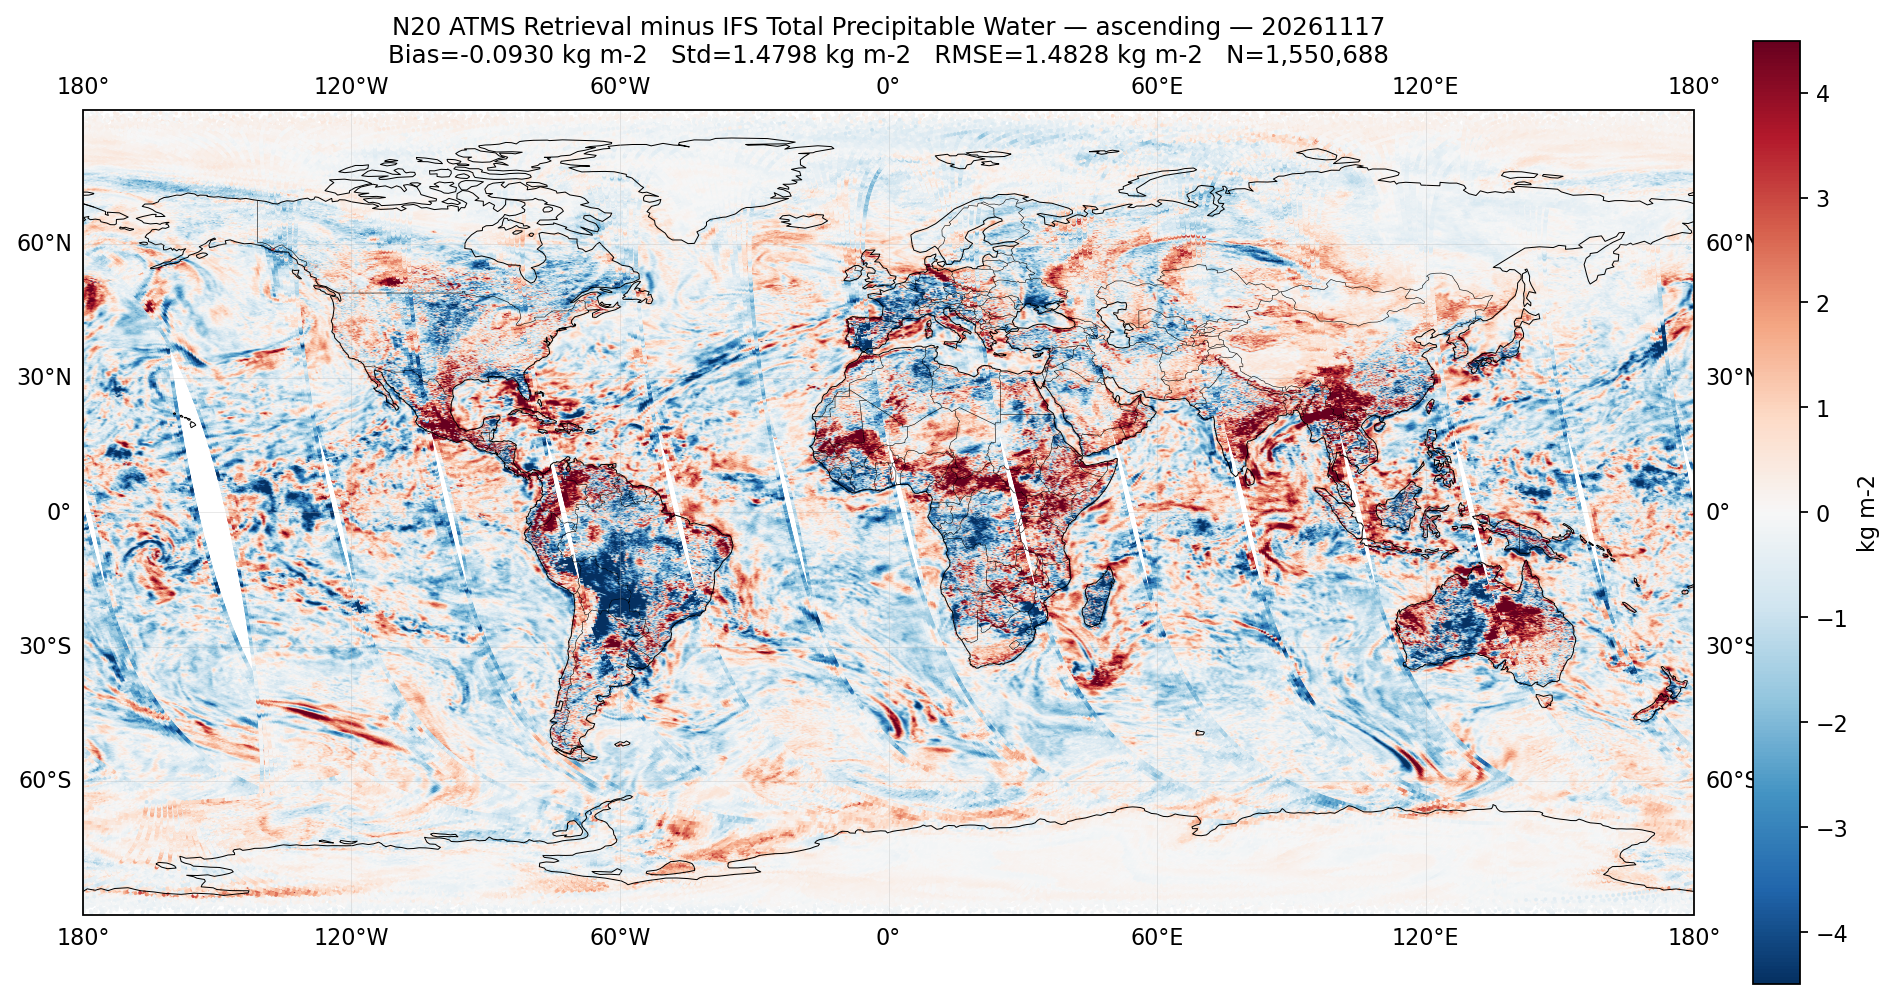 N20 ATMS Retrieval minus IFS Total Precipitable Water — ascending — 20261117
Bias=-0.0930 kg m-2 Std=1.4798 kg m-2 RMSE=1.4828 kg m-2 N=1,550,688
180° 120°W 60°W 0° 60°E 120°E 180°
60°N 60°N
30°N 30°N
0° 0°
30°S 30°S
60°S 60°S
180° 120°W 60°W 0° 60°E 120°E 180°
4
3
2
1
0
−1
−2
−3
−4
kg m-2